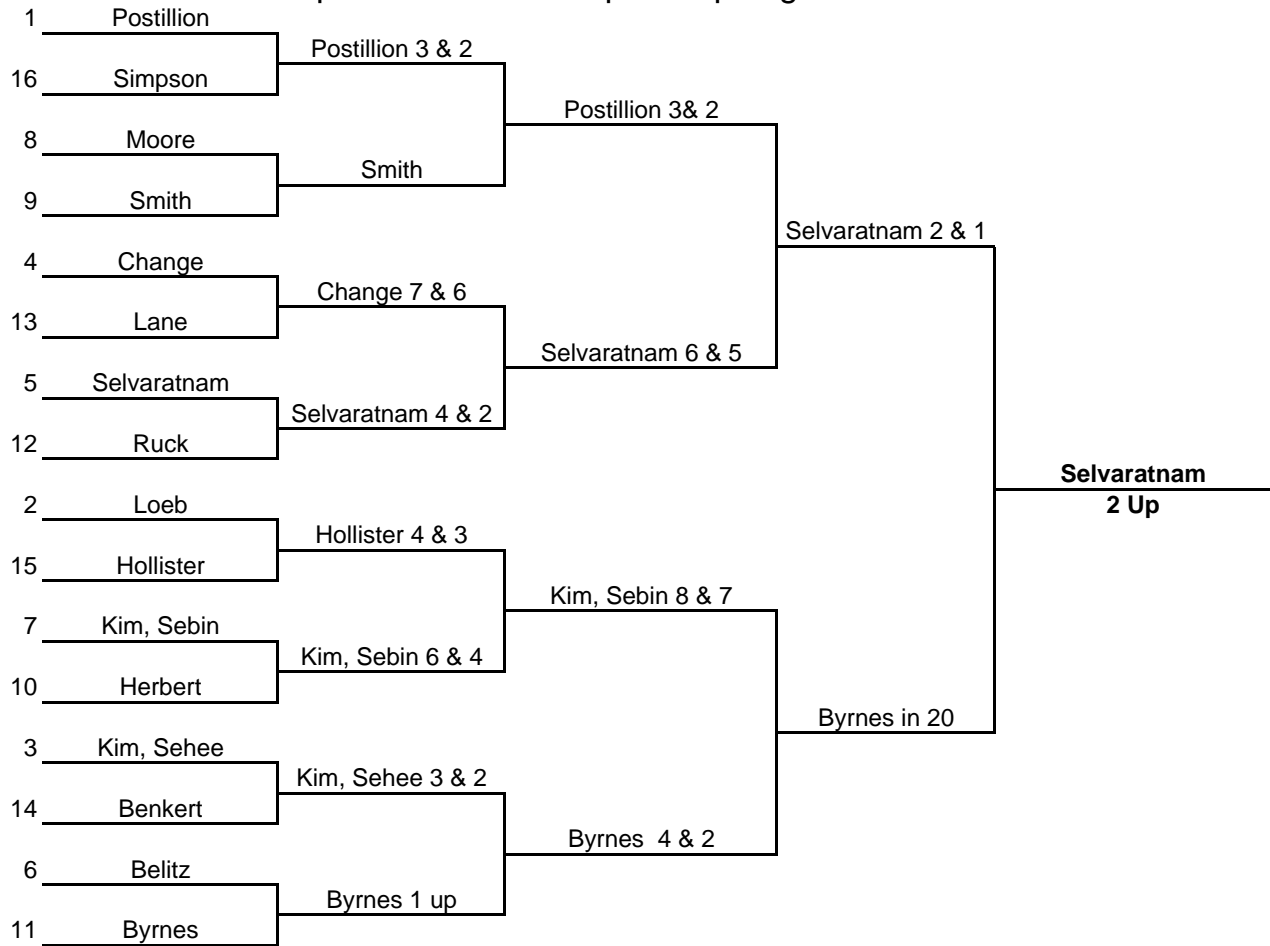 1 Postillion
Postillion 3 & 2
16 Simpson
Postillion 3& 2
8 Moore
Smith
9 Smith
Selvaratnam 2 & 1
4 Change
Change 7 & 6
13 Lane
Selvaratnam 6 & 5
5 Selvaratnam
Selvaratnam 4 & 2
12 Ruck
Selvaratnam
2 Up
2 Loeb
Hollister 4 & 3
15 Hollister
Kim, Sebin 8 & 7
7 Kim, Sebin
Kim, Sebin 6 & 4
10 Herbert
Byrnes in 20
3 Kim, Sehee
Kim, Sehee 3 & 2
14 Benkert
Byrnes  4 & 2
6 Belitz
Byrnes 1 up
11 Byrnes